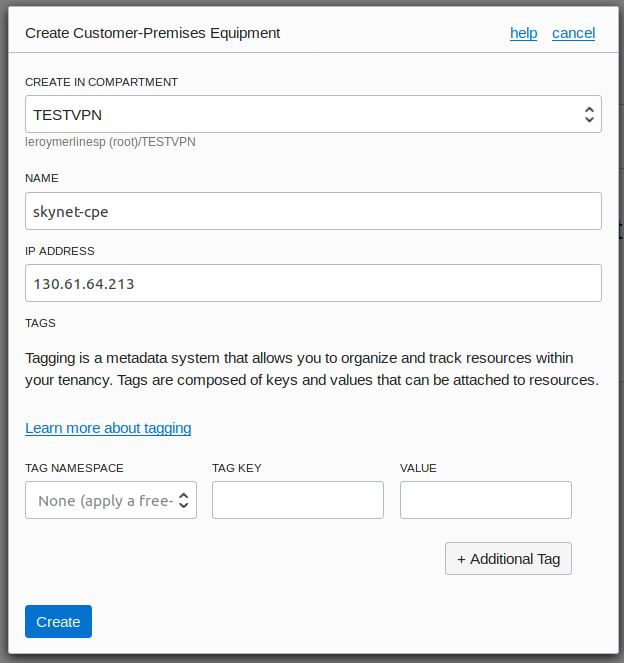 Create Customer-Premises Equipment help cancel
CREATE IN COMPARTMENT
TESTVPN
leroymerlinesp (root)/TESTVPN
NAME
skynet-cpe
IP ADDRESS
130.61.64.213
TAGS
Tagging is a metadata system that allows you to organize and track resources within
your tenancy. Tags are composed of keys and values that can be attached to resources.
Learn more about tagging
TAG NAMESPACE TAG KEY VALUE
None (apply a free-
+ Additional Tag
Create